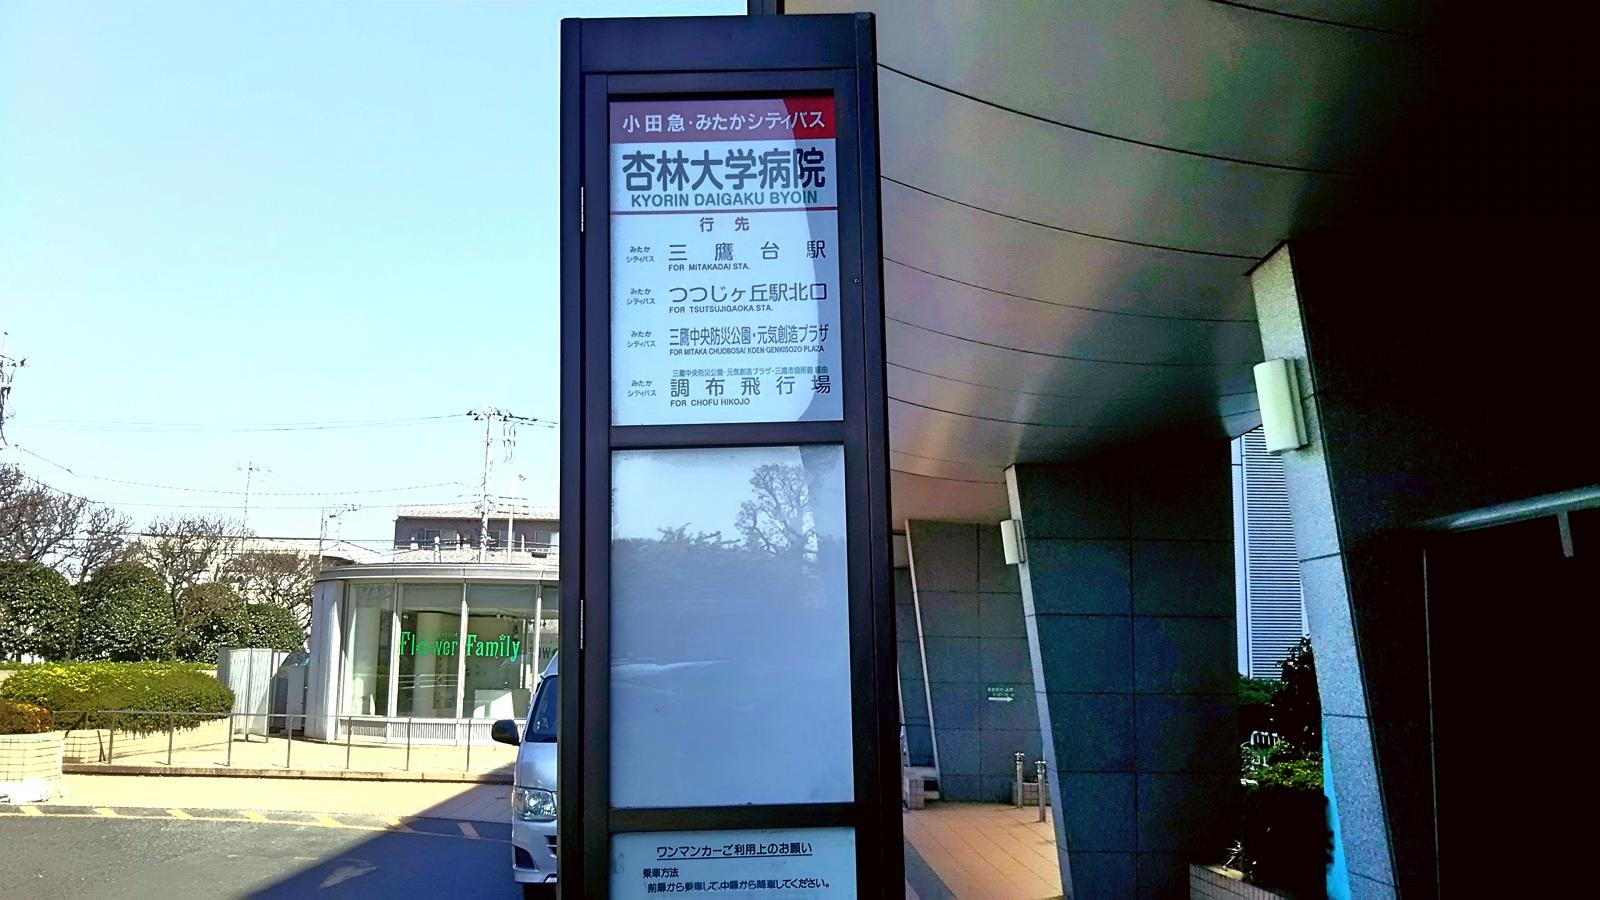 小田急・みたかシティバス
杏林大学病院
KYORIN DAIGAKU BYOIN
行先
みたか
シティバス
三鷹台駅
FOR MITAKADAI STA.
みたか
シティバス
つつじヶ丘駅北口
FOR TSUTSUJIGAOKA STA.
みたか
シティバス
三鷹中央防災公園・元気創造プラザ
FOR MITAKA CHUOBOSAI KOEN-GENKISOZO PLAZA
三鷹中央防災公園・元気創造プラザ・三鷹市役所前 経由
みたか
シティバス
調布飛行場
FOR CHOFU HIKOJO
ワンマンカーご利用上のお願い
乗車方法
前扉から乗車して、中扉から降車してください。
Flower Family